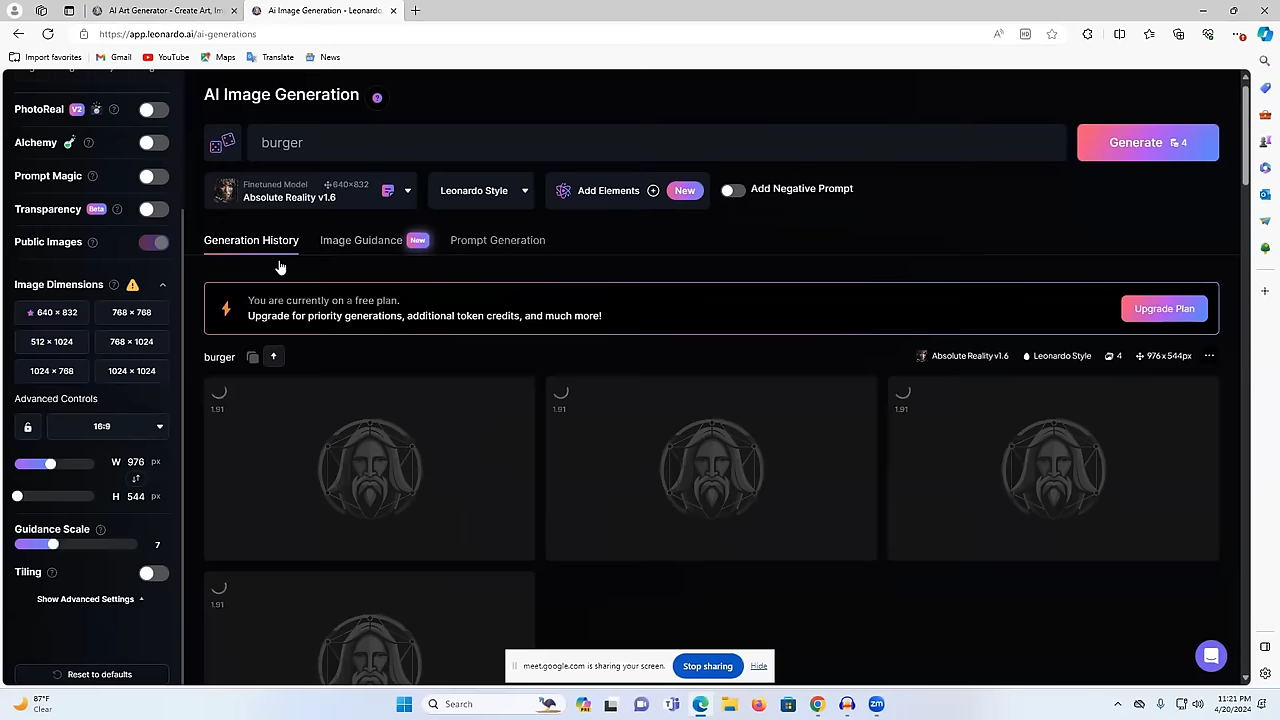 AI Art Generator - Create Art, Im
Ai Image Generation - Leonardo.
https://app.leonardo.ai/ai-generations
HD
Import favorites
Gmail
YouTube
Maps
Translate
News
PhotoReal V2
Alchemy
Prompt Magic
Transparency Beta
Public Images
Image Dimensions
640 × 832
768 × 768
512 × 1024
768 × 1024
1024 × 768
1024 × 1024
Advanced Controls
16:9
W 976 px
H 544 px
Guidance Scale
7
Tiling
Show Advanced Settings
Reset to defaults
AI Image Generation
burger
Generate 4
Finetuned Model 640×832
Absolute Reality v1.6
Leonardo Style
Add Elements New
Add Negative Prompt
Generation History
Image Guidance New
Prompt Generation
You are currently on a free plan.
Upgrade for priority generations, additional token credits, and much more!
Upgrade Plan
burger
Absolute Reality v1.6
Leonardo Style
4
976 x 544px
1.91
1.91
1.91
1.91
meet.google.com is sharing your screen.
Stop sharing
Hide
87°F
Clear
Search
11:21 PM
4/20/2024